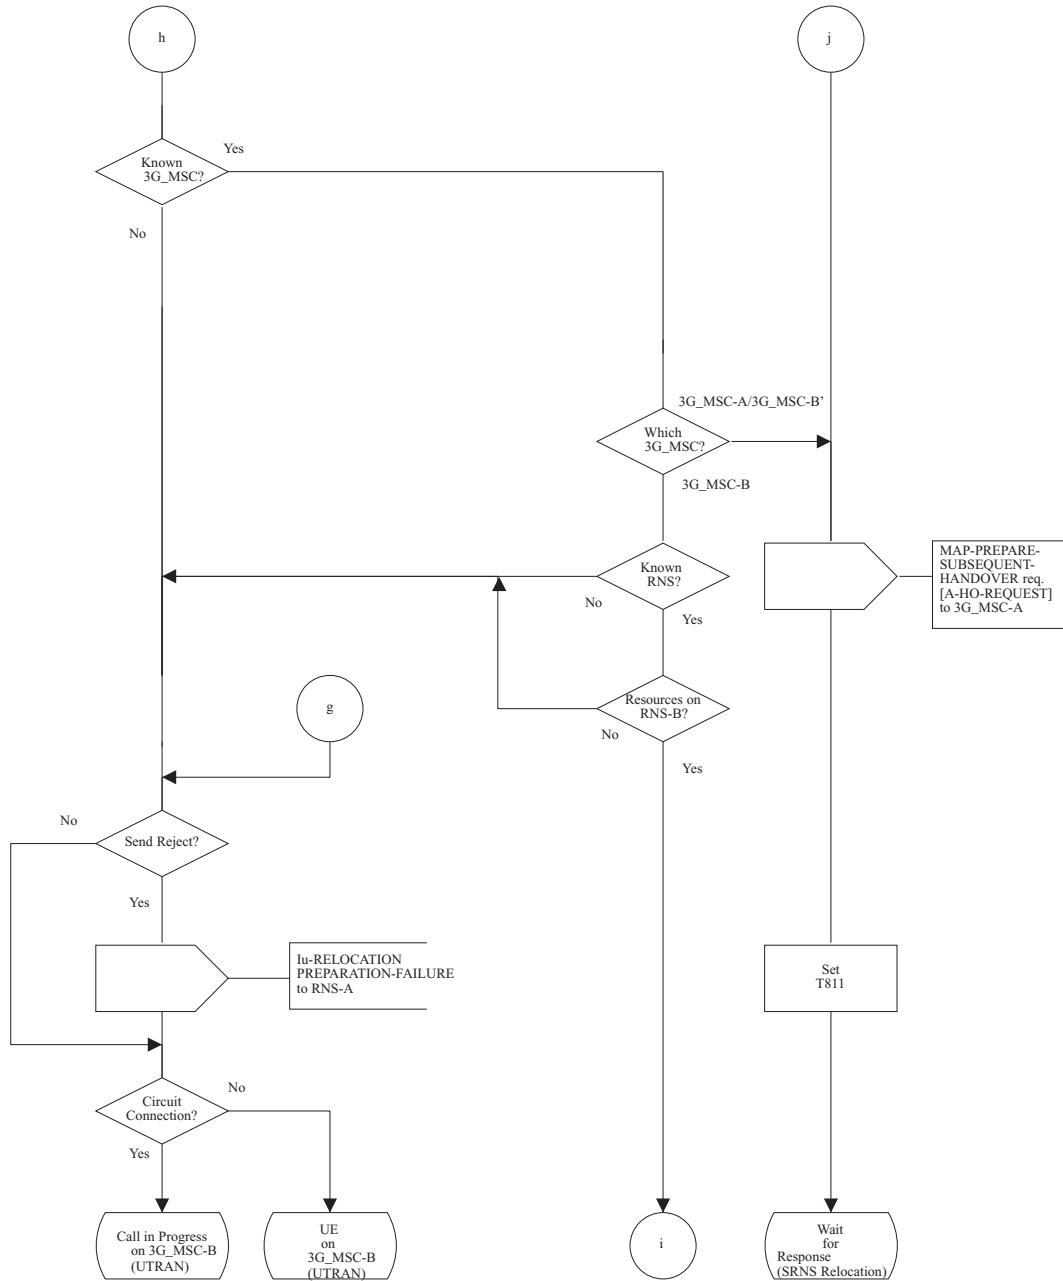 h
j
Yes
Known
3G_MSC?
No
3G_MSC-A/3G_MSC-B’
Which
3G_MSC?
3G_MSC-B
MAP-PREPARE-
SUBSEQUENT-
HANDOVER req.
[A-HO-REQUEST]
to 3G_MSC-A
Known
RNS?
No
Yes
Resources on
RNS-B?
g
No
Yes
No
Send Reject?
Yes
Iu-RELOCATION
PREPARATION-FAILURE
to RNS-A
Set
T811
No
Circuit
Connection?
Yes
Call in Progress
on 3G_MSC-B
(UTRAN)
UE
on
3G_MSC-B
(UTRAN)
i
Wait
for
Response
(SRNS Relocation)